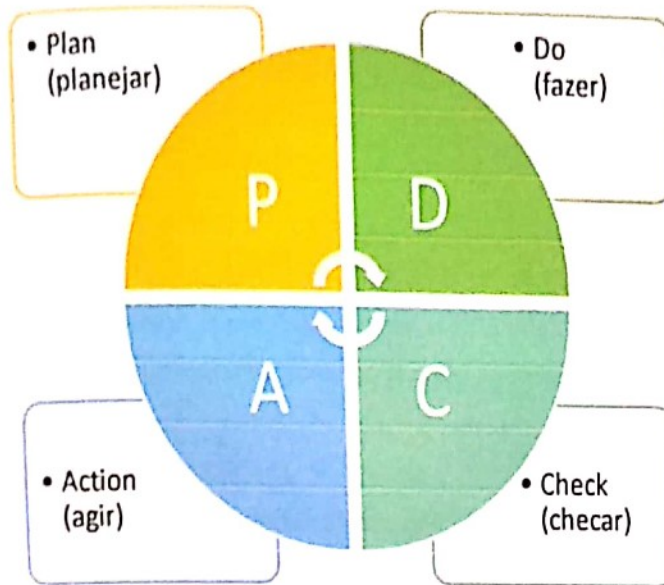 • Plan
(planejar)
• Do
(fazer)
P
D
A
C
• Action
(agir)
• Check
(checar)